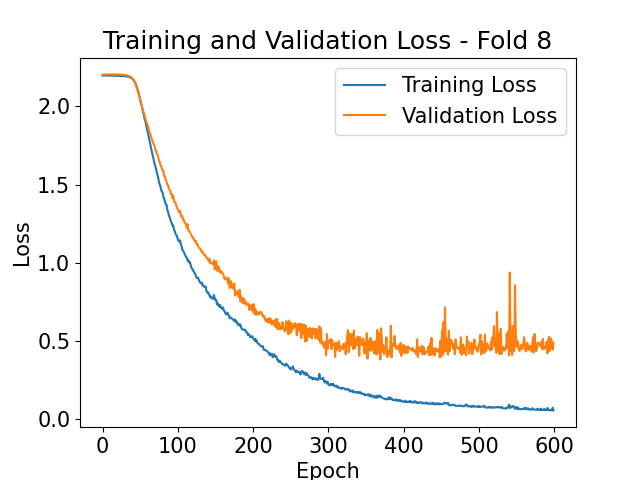 Training and Validation Loss - Fold 8
Training Loss
Validation Loss
Loss
2.0
1.5
1.0
0.5
0.0
0 100 200 300 400 500 600
Epoch